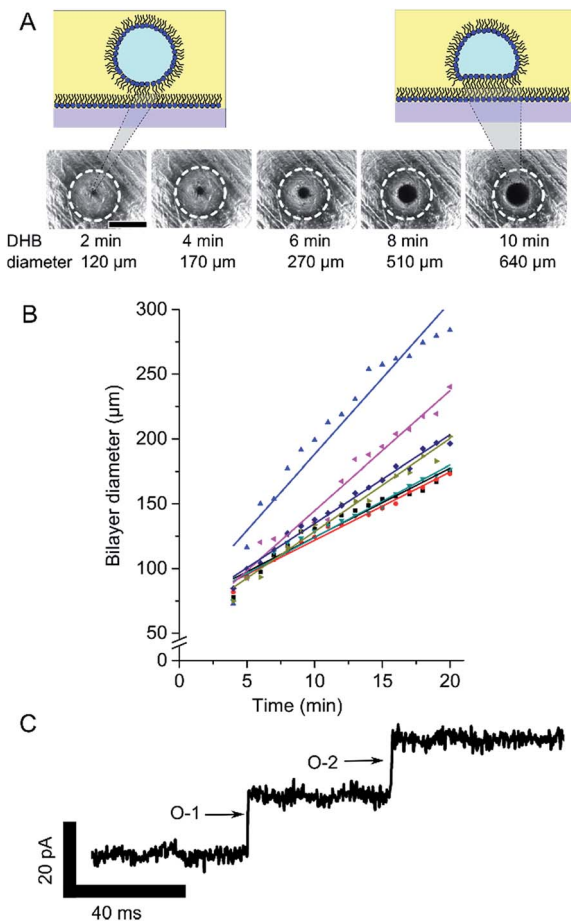 A
DHB 2 min 4 min 6 min 8 min 10 min
diameter 120 µm 170 µm 270 µm 510 µm 640 µm
B
300
250
200
150
100
50
0
Bilayer diameter (µm)
0 5 10 15 20 25
Time (min)
C
O-2
O-1
20 pA
40 ms